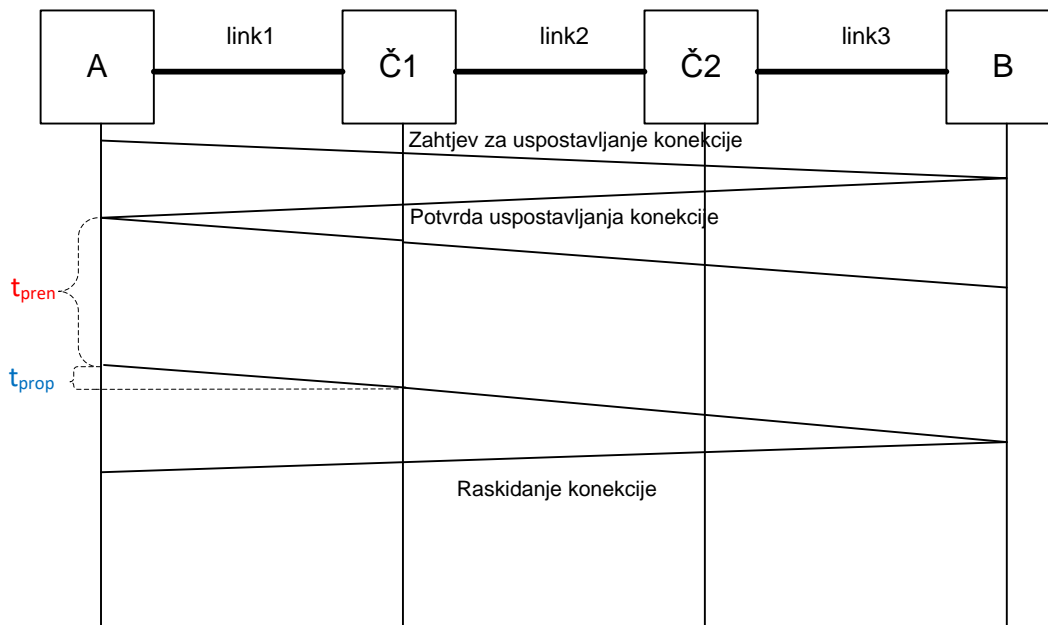 link1
link2
link3
A
Č1
Č2
B
Zahtjev za uspostavljanje konekcije
Potvrda uspostavljanja konekcije
tpren
tprop
Raskidanje konekcije